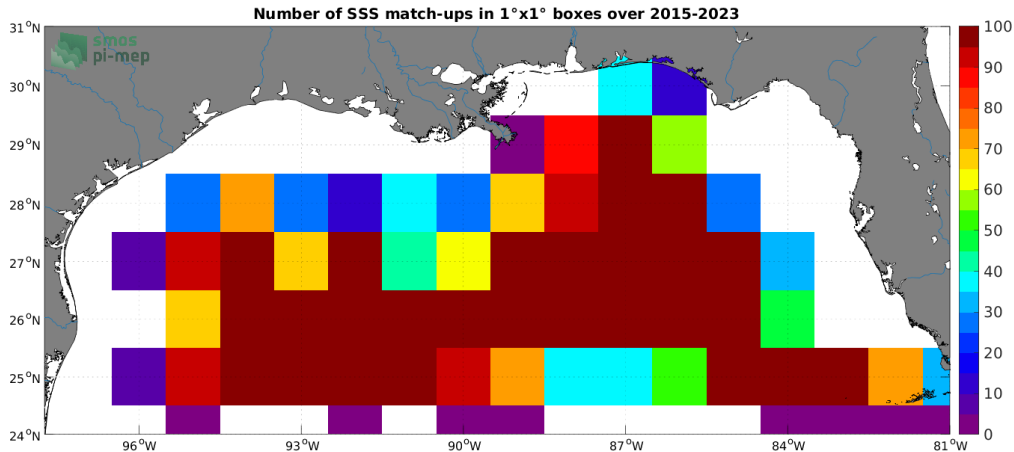 Number of SSS match-ups in 1°x1° boxes over 2015-2023
smos
pi-mep
31°N
30°N
29°N
28°N
27°N
26°N
25°N
24°N
96°W
93°W
90°W
87°W
84°W
81°W
100
90
80
70
60
50
40
30
20
10
0